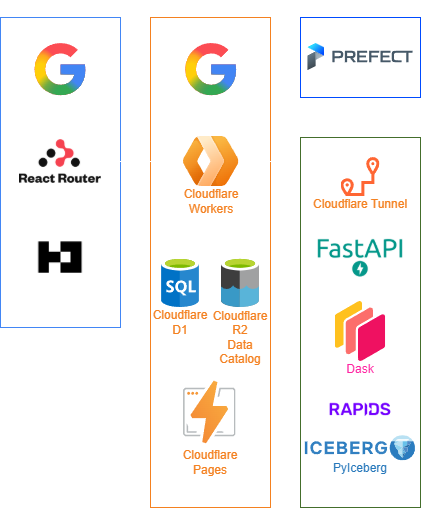 React Router
Cloudflare
Workers
SQL
Cloudflare
D1
Cloudflare
R2
Data
Catalog
Cloudflare
Pages
PREFECT
Cloudflare Tunnel
FastAPI
Dask
RAPIDS
ICEBERG
PyIceberg